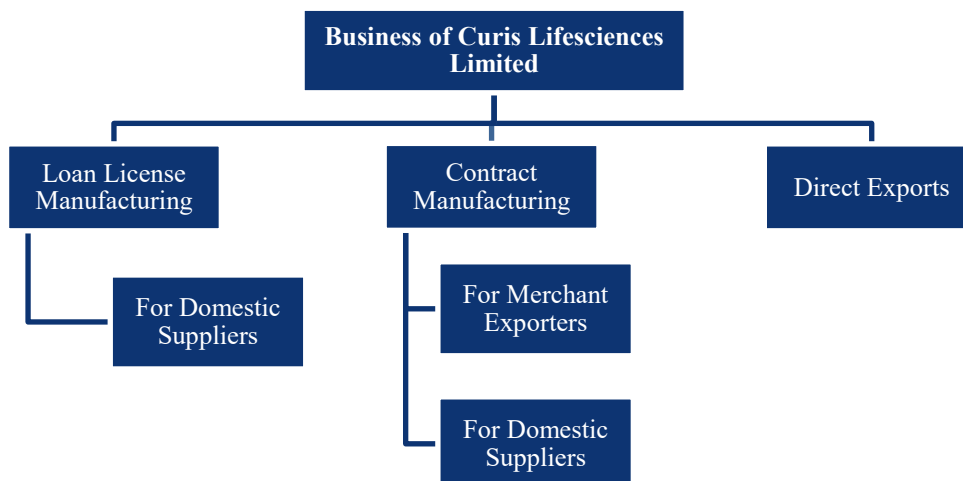 Business of Curis Lifesciences
Limited
Loan License
Manufacturing
Contract
Manufacturing
Direct Exports
For Domestic
Suppliers
For Merchant
Exporters
For Domestic
Suppliers